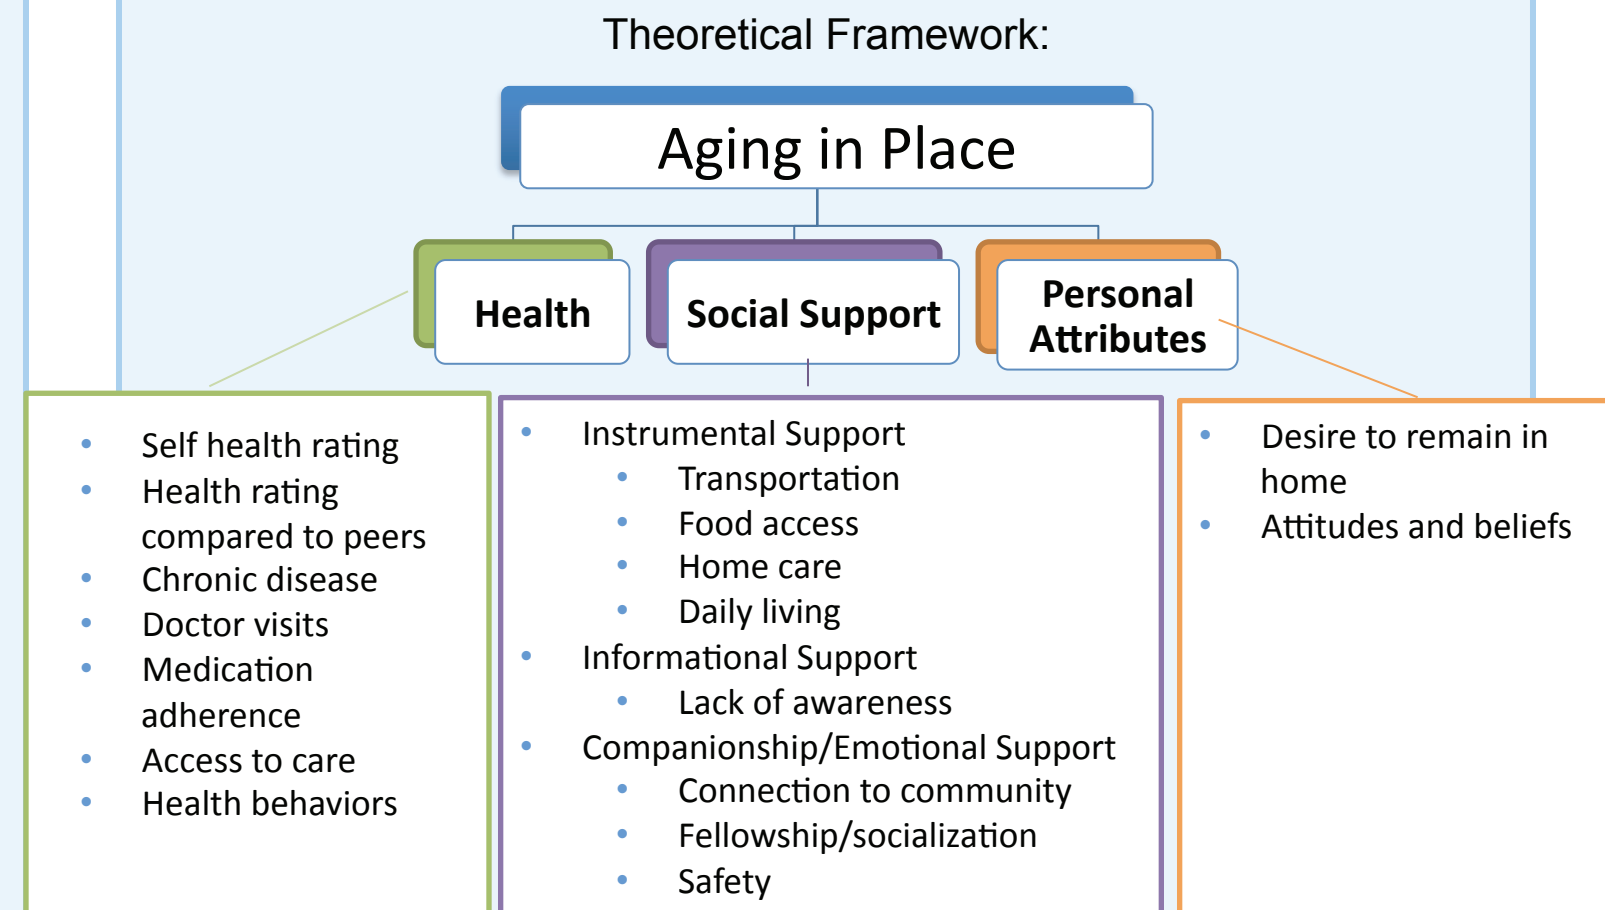 Theoretical Framework:
Aging in Place
Health
Social Support
Personal
Attributes
• Self health rating
• Health rating
compared to peers
• Chronic disease
• Doctor visits
• Medication
adherence
• Access to care
• Health behaviors
• Instrumental Support
• Transportation
• Food access
• Home care
• Daily living
• Informational Support
• Lack of awareness
• Companionship/Emotional Support
• Connection to community
• Fellowship/socialization
• Safety
• Desire to remain in
home
• Attitudes and beliefs